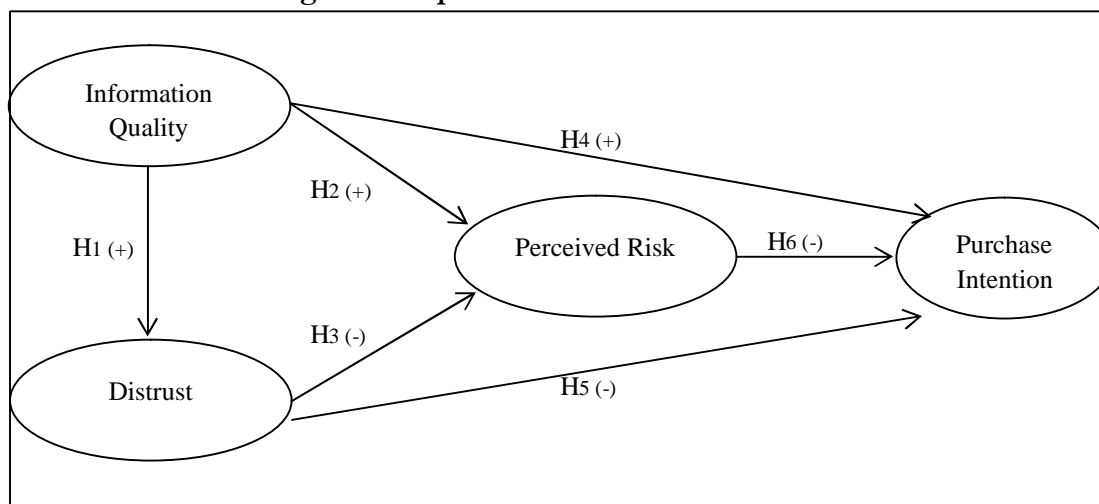 Information
Quality
H4 (+)
H2 (+)
Perceived Risk
H6 (-)
Purchase
Intention
H1 (+)
H3 (-)
Distrust
H5 (-)